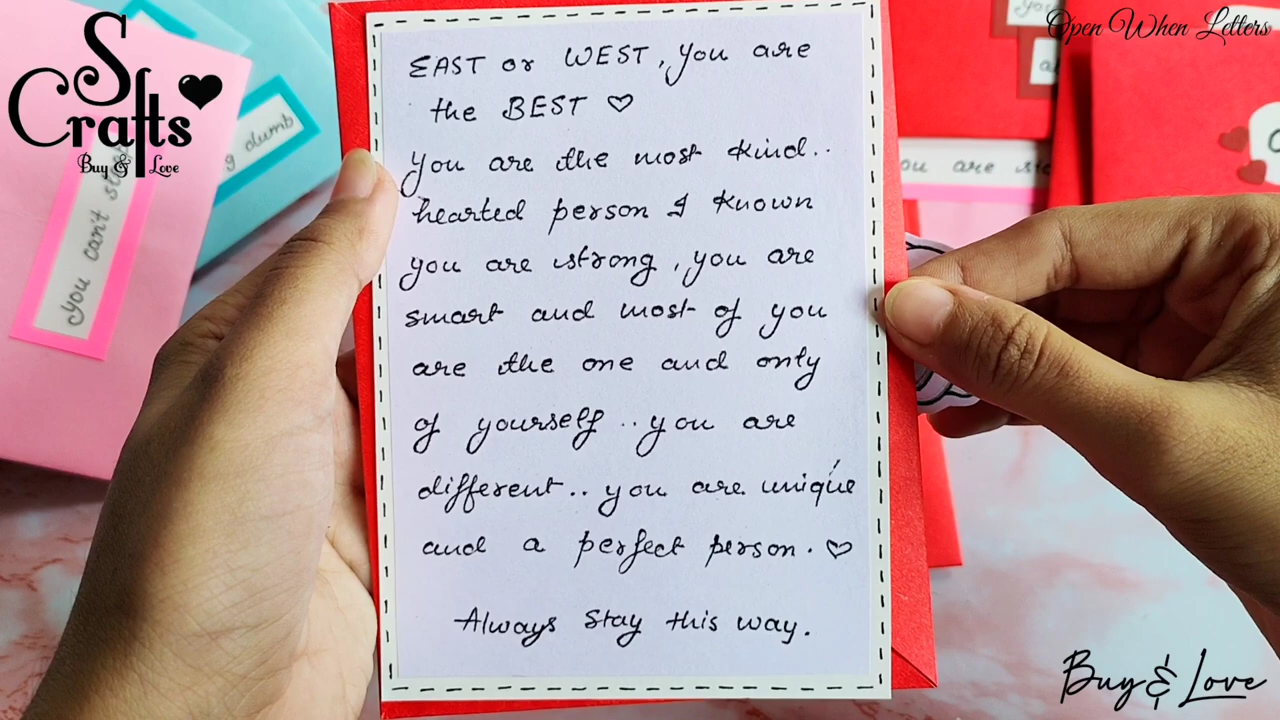 S Crafts
Buy & Love
Open When Letters
you can't st
g dumb
you
a
you are st
EAST or WEST, you are
the BEST ♡
you are the most kind..
hearted person I known
you are strong, you are
smart and most of you
are the one and only
of yourself .. you are
different.. you are unique
and a perfect person. ♡
Always stay this way.
Buy & Love